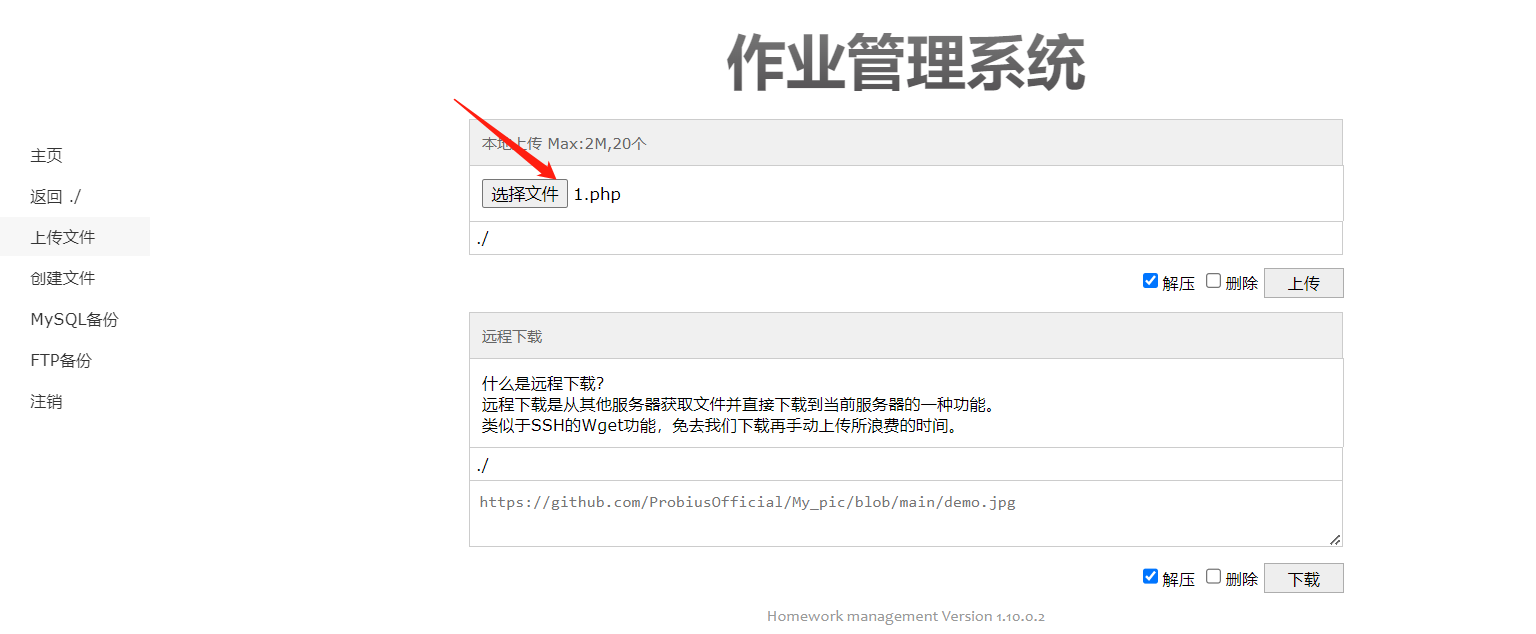 作业管理系统
主页
返回 ./
上传文件
创建文件
MySQL备份
FTP备份
注销
本地上传 Max:2M,20个
选择文件 1.php
./
解压 删除 上传
远程下载
什么是远程下载?
远程下载是从其他服务器获取文件并直接下载到当前服务器的一种功能。
类似于SSH的Wget功能，免去我们下载再手动上传所浪费的时间。
./
https://github.com/ProbiusOfficial/My_pic/blob/main/demo.jpg
解压 删除 下载
Homework management Version 1.10.0.2